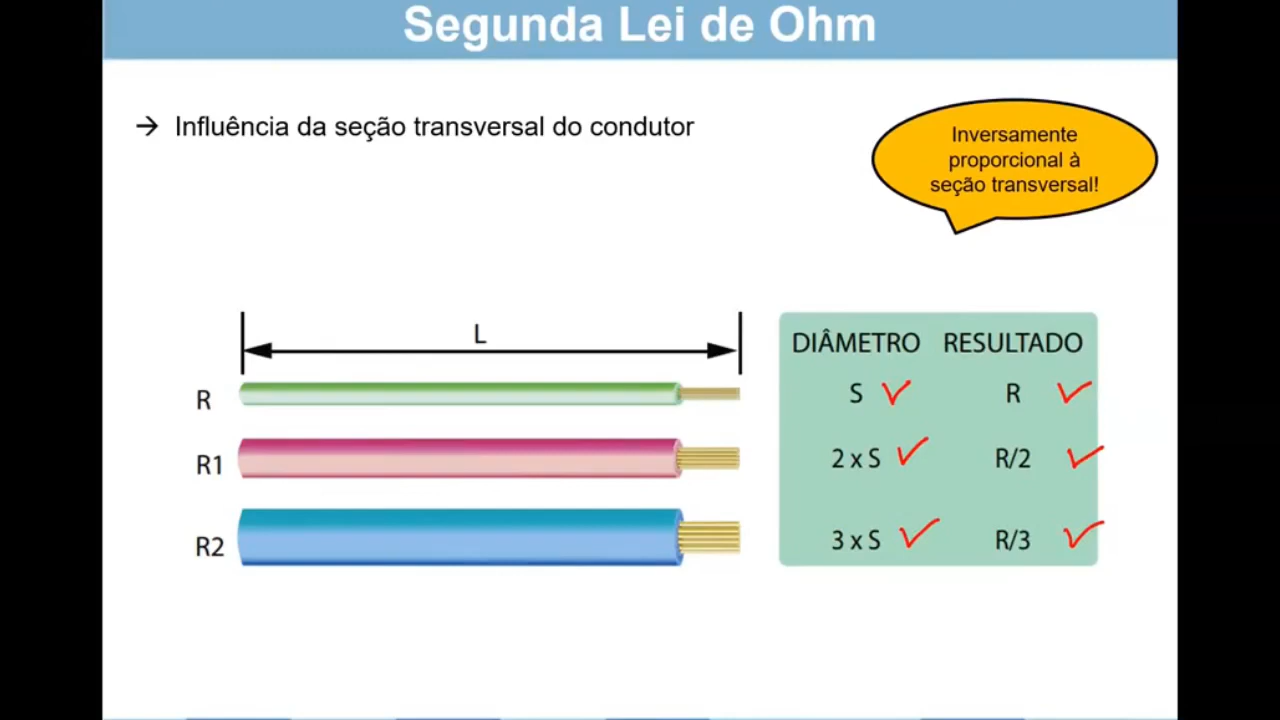 Segunda Lei de Ohm
→ Influência da seção transversal do condutor
Inversamente
proporcional à
seção transversal!
L
DIÂMETRO RESULTADO
R
S R
R1
2 x S R/2
R2
3 x S R/3